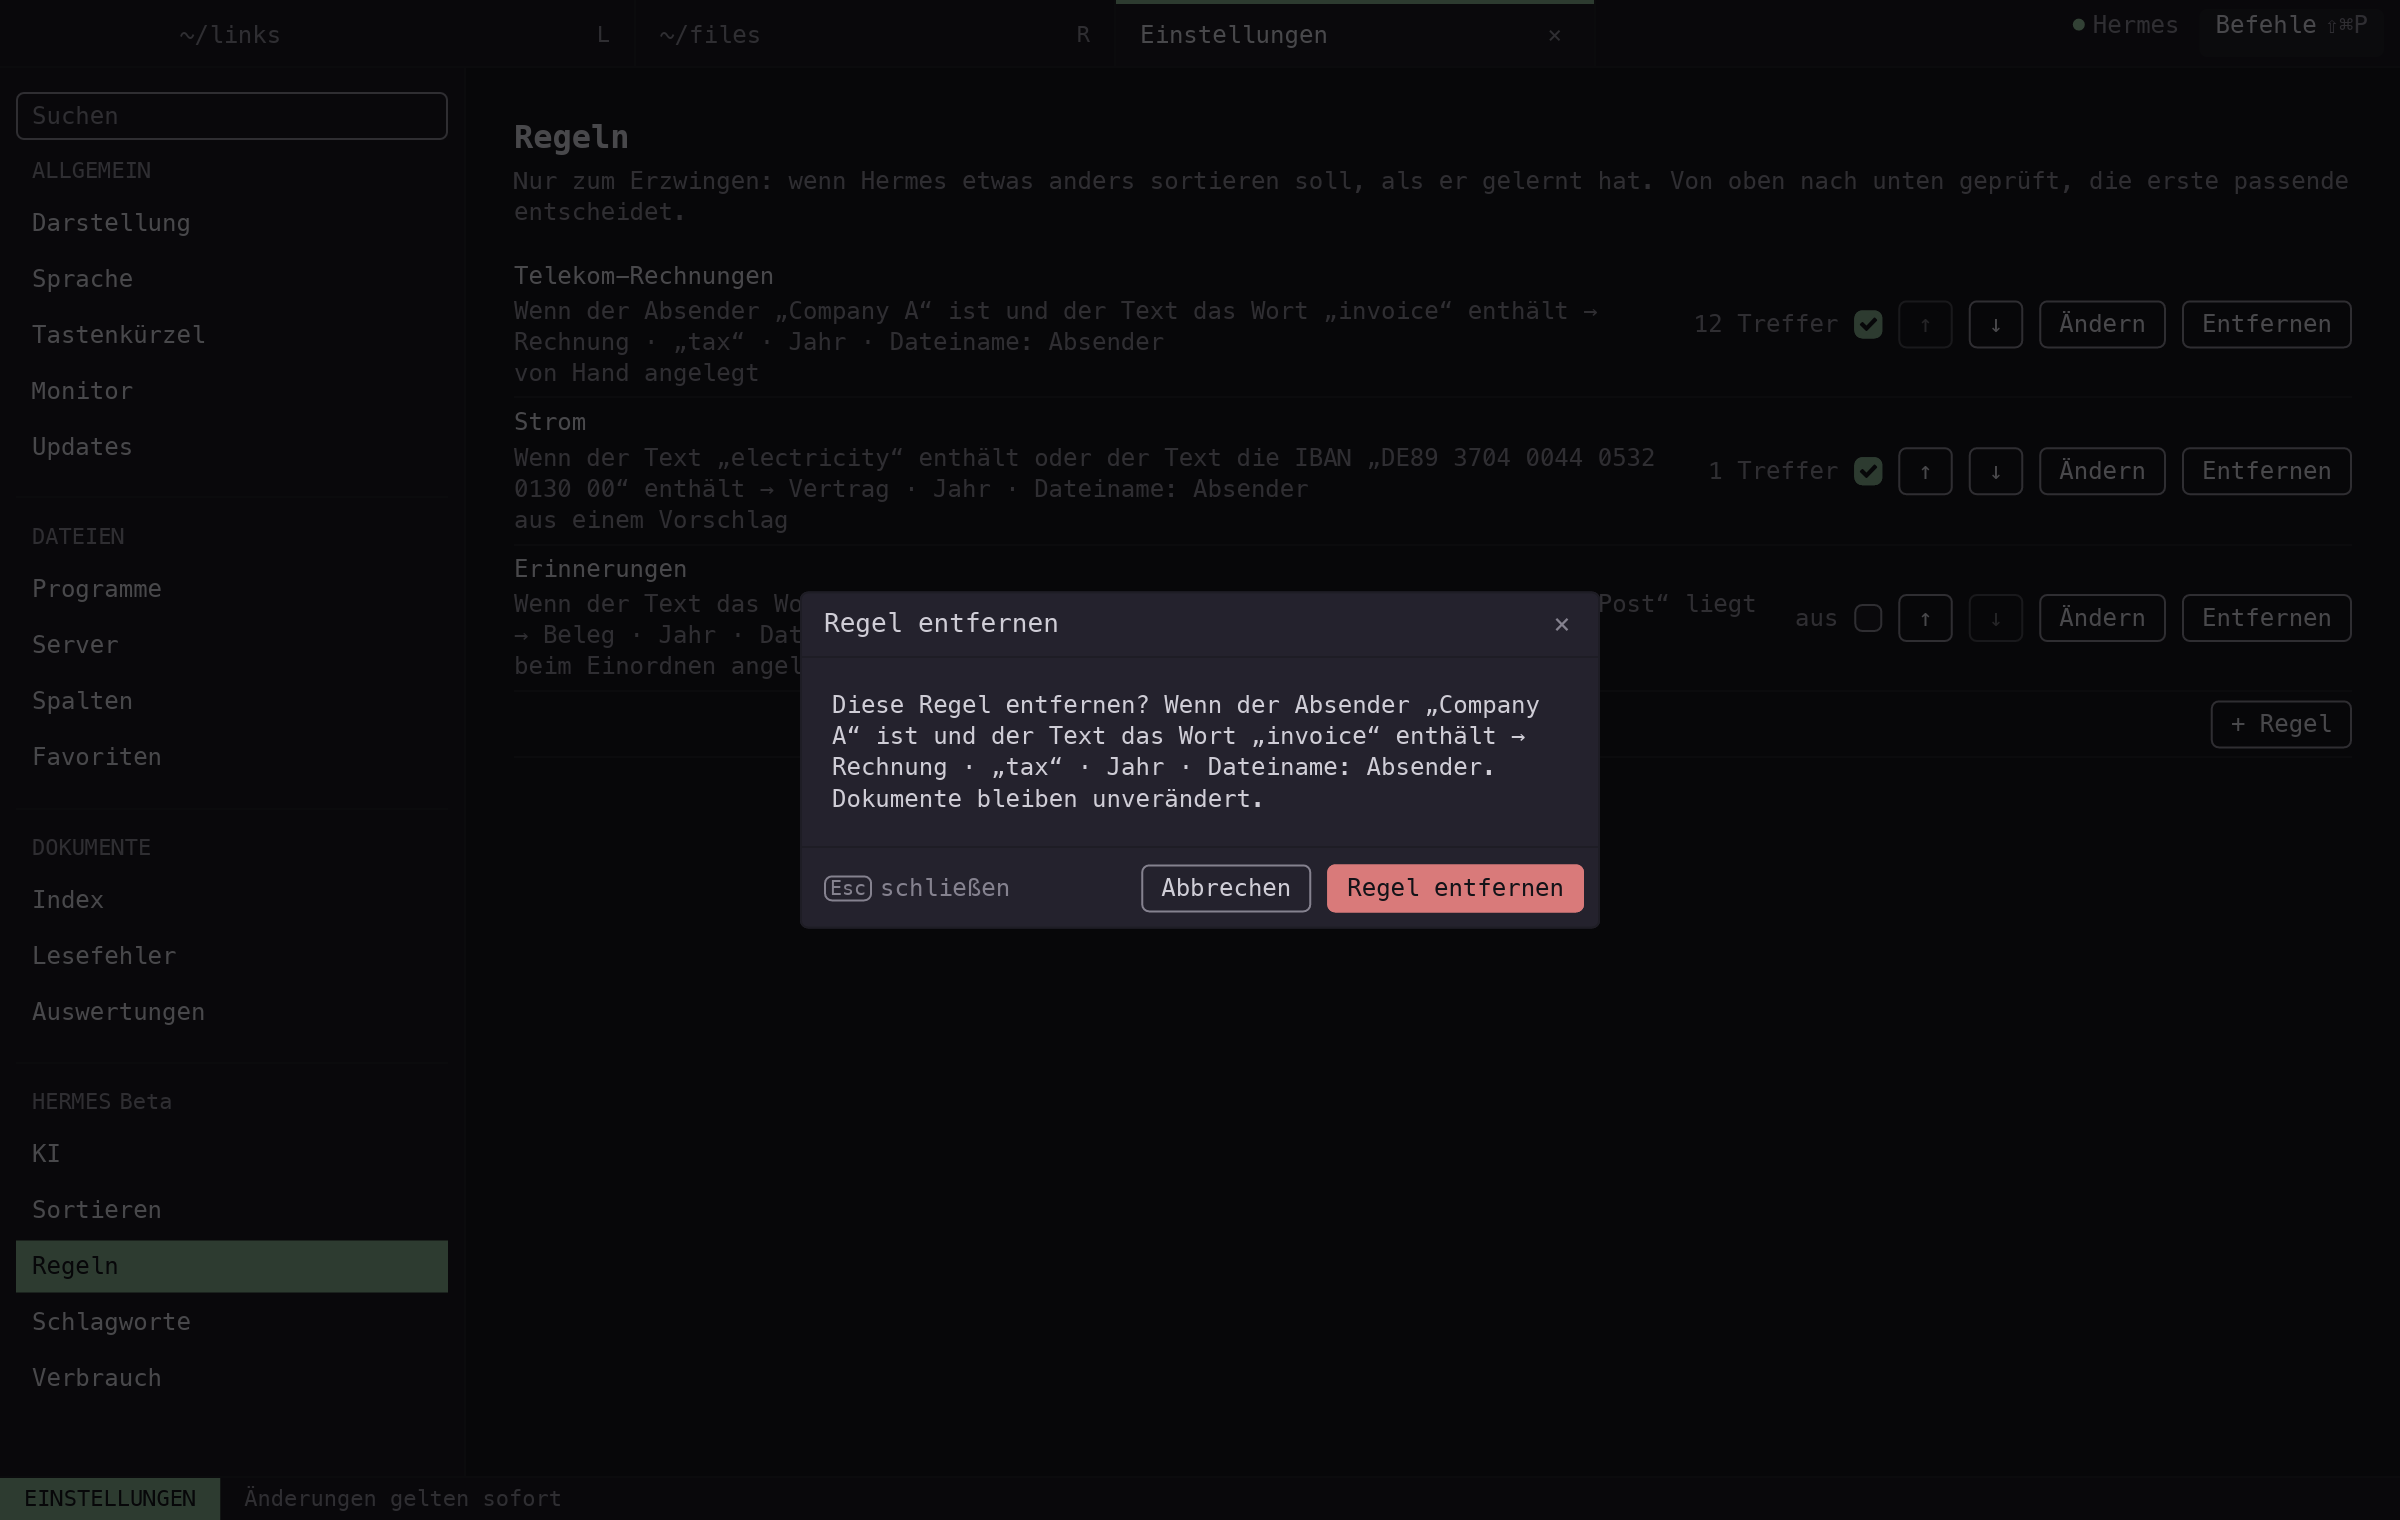 ~/links L ~/files R Einstellungen × Hermes Befehle ⇧⌘P
Suchen
ALLGEMEIN
Darstellung
Sprache
Tastenkürzel
Monitor
Updates
DATEIEN
Programme
Server
Spalten
Favoriten
DOKUMENTE
Index
Lesefehler
Auswertungen
HERMES Beta
KI
Sortieren
Regeln
Schlagworte
Verbrauch
Regeln
Nur zum Erzwingen: wenn Hermes etwas anders sortieren soll, als er gelernt hat. Von oben nach unten geprüft, die erste passende
entscheidet.
Telekom–Rechnungen
Wenn der Absender „Company A“ ist und der Text das Wort „invoice“ enthält →
Rechnung · „tax“ · Jahr · Dateiname: Absender
von Hand angelegt
12 Treffer ↑ ↓ Ändern Entfernen
Strom
Wenn der Text „electricity“ enthält oder der Text die IBAN „DE89 3704 0044 0532
0130 00“ enthält → Vertrag · Jahr · Dateiname: Absender
aus einem Vorschlag
1 Treffer ↑ ↓ Ändern Entfernen
Erinnerungen
Wenn der Text das Post“ liegt
→ Beleg · Jahr ·
beim Einordnen
aus ↑ ↓ Ändern Entfernen
+ Regel
Regel entfernen ×
Diese Regel entfernen? Wenn der Absender „Company
A“ ist und der Text das Wort „invoice“ enthält →
Rechnung · „tax“ · Jahr · Dateiname: Absender.
Dokumente bleiben unverändert.
Esc schließen Abbrechen Regel entfernen
EINSTELLUNGEN Änderungen gelten sofort